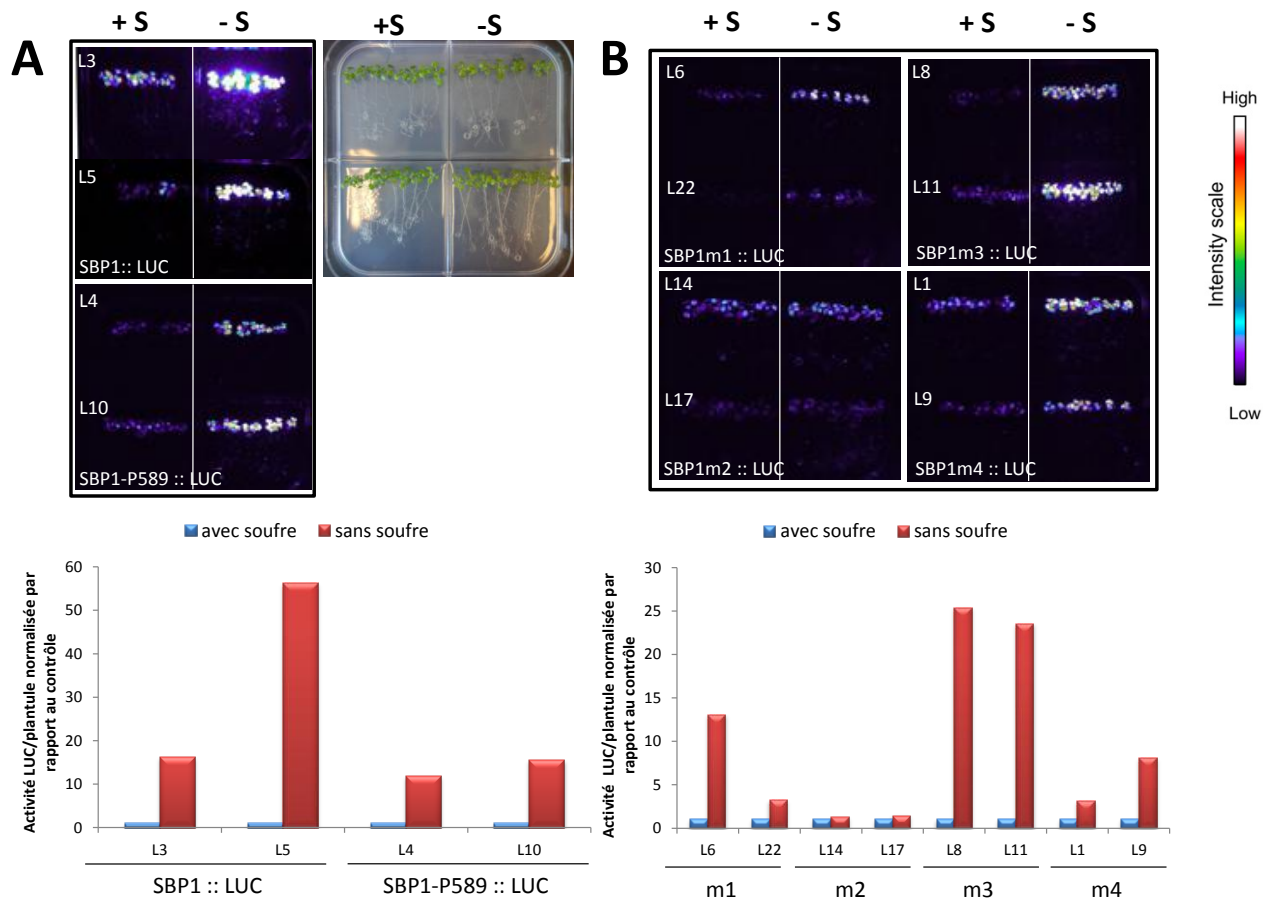 A
+ S
- S
+S
-S
L3
L5
SBP1:: LUC
L4
L10
SBP1-P589 :: LUC
B
+ S
- S
+ S
- S
L6
L22
SBP1m1 :: LUC
L8
L11
SBP1m3 :: LUC
L14
L17
SBP1m2 :: LUC
L1
L9
SBP1m4 :: LUC
High
Intensity scale
Low
avec soufre
sans soufre
Activité LUC/plantule normalisée par
rapport au contrôle
60
50
40
30
20
10
0
L3
L5
L4
L10
SBP1 :: LUC
SBP1-P589 :: LUC
avec soufre
sans soufre
Activité LUC/plantule normalisée par
rapport au contrôle
30
25
20
15
10
5
0
L6
L22
L14
L17
L8
L11
L1
L9
m1
m2
m3
m4